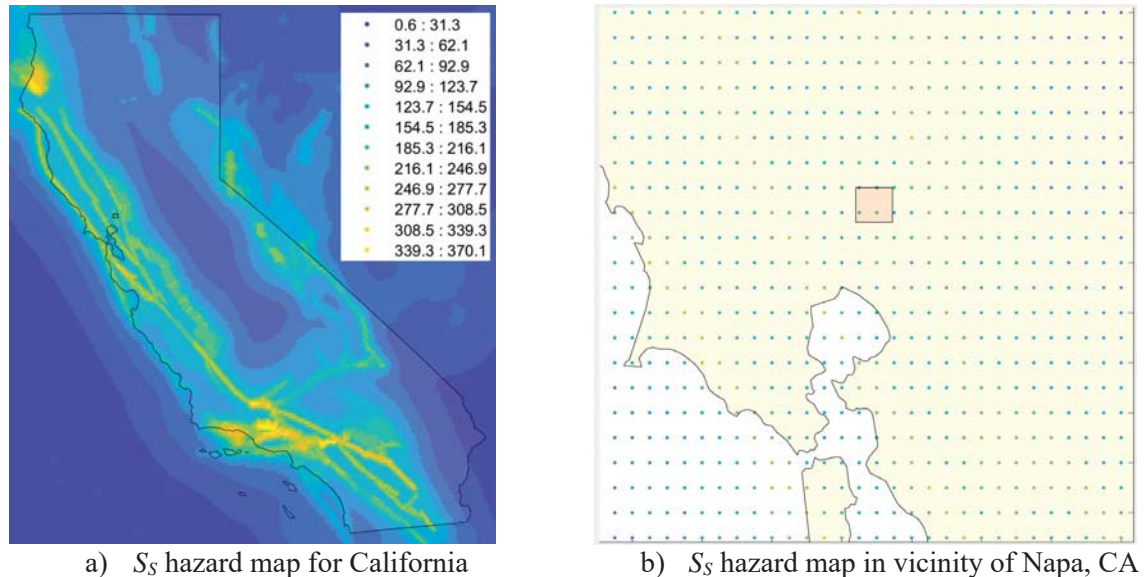 0.6 : 31.3
31.3 : 62.1
62.1 : 92.9
92.9 : 123.7
123.7 : 154.5
154.5 : 185.3
185.3 : 216.1
216.1 : 246.9
246.9 : 277.7
277.7 : 308.5
308.5 : 339.3
339.3 : 370.1
a) SS hazard map for California
b) SS hazard map in vicinity of Napa, CA